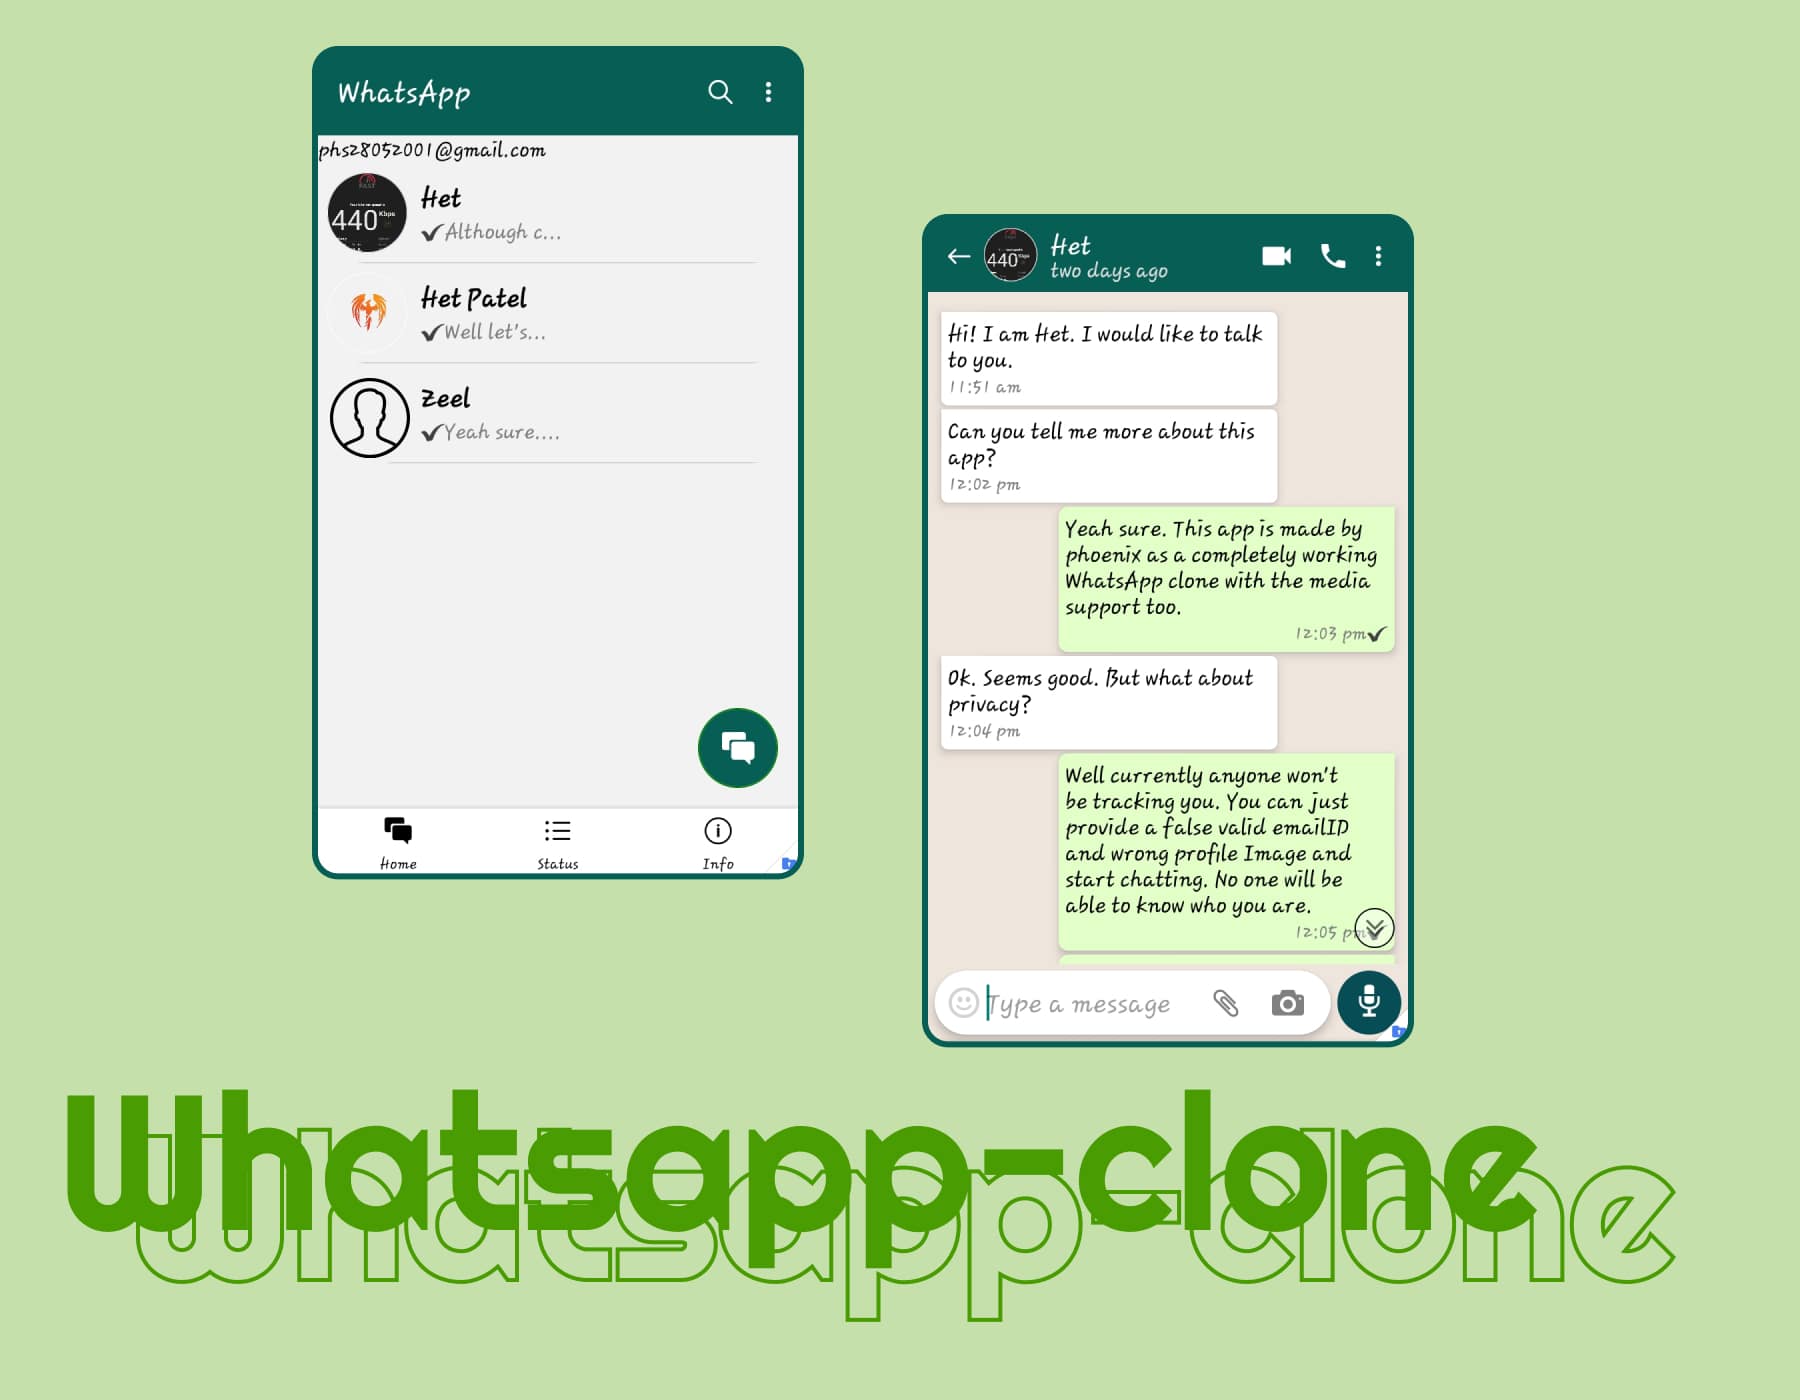 WhatsApp
phs28052001@gmail.com
440 Kbps
Het
✔Although c...
Het Patel
✔Well let's...
Zeel
✔Yeah sure....
Home
Status
Info
440 Kbps
Het
two days ago
Hi! I am Het. I would like to talk
to you.
11:51 am
Can you tell me more about this
app?
12:02 pm
Yeah sure. This app is made by
phoenix as a completely working
WhatsApp clone with the media
support too.
12:03 pm✔
Ok. Seems good. But what about
privacy?
12:04 pm
Well currently anyone won't
be tracking you. You can just
provide a false valid emailID
and wrong profile Image and
start chatting. No one will be
able to know who you are.
12:05 pm✔
Type a message
Whatsapp-clone
Whatsapp-clone